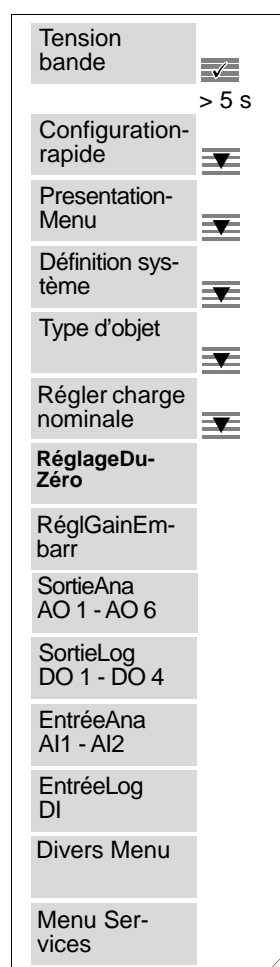 Tension
bande
> 5 s
Configuration-
rapide
Presentation-
Menu
Définition sys-
tème
Type d'objet
Régler charge
nominale
RéglageDu-
Zéro
RéglGainEm-
barr
SortieAna
AO 1 - AO 6
SortieLog
DO 1 - DO 4
EntréeAna
AI1 - AI2
EntréeLog
DI
Divers Menu
Menu Ser-
vices